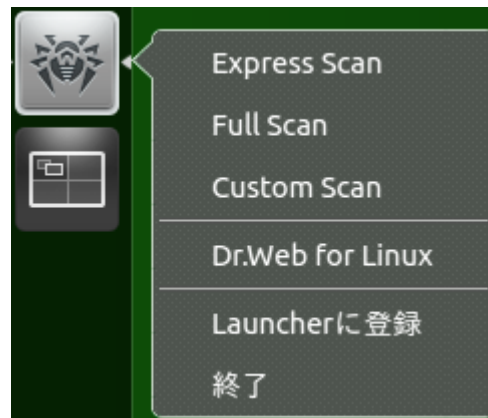 Express Scan
Full Scan
Custom Scan
Dr.Web for Linux
Launcherに登録
終了